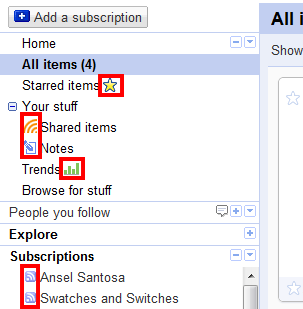 Add a subscription
All i
Home
Show
All items (4)
Starred items
Your stuff
Shared items
Notes
Trends
Browse for stuff
People you follow
Explore
Subscriptions
Ansel Santosa
Swatches and Switches